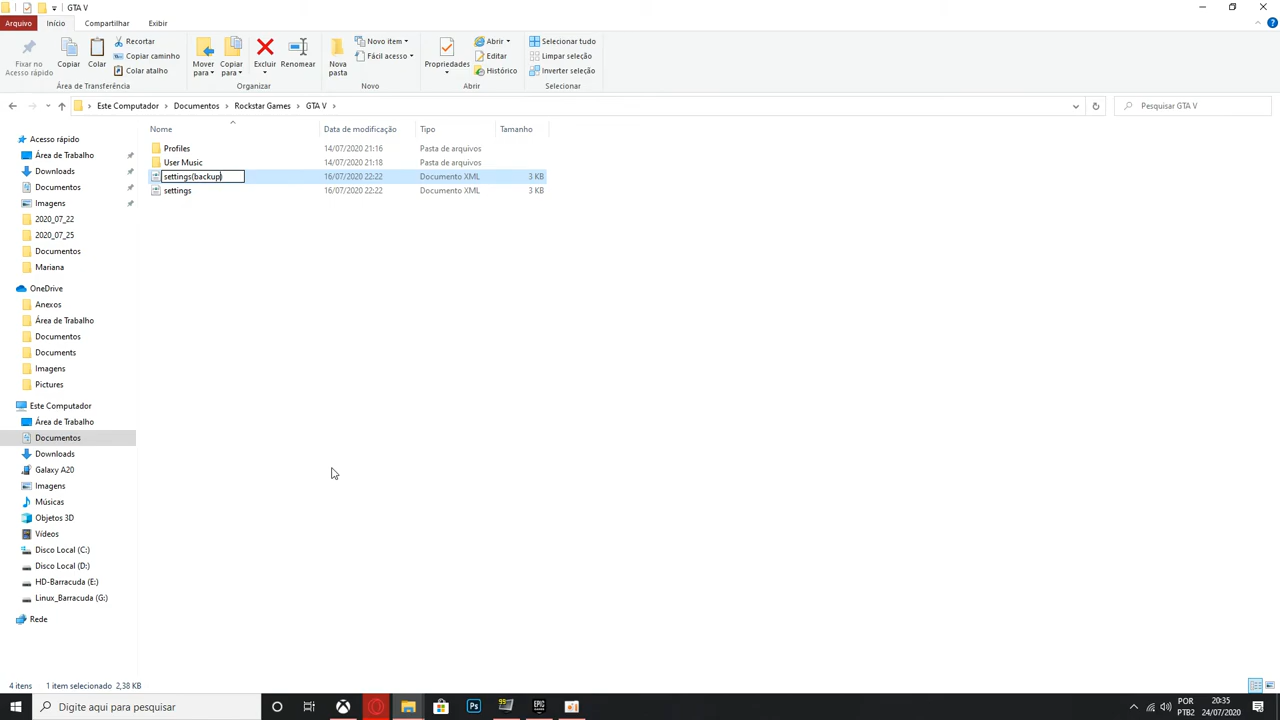 GTA V
Arquivo Início Compartilhar Exibir
Fixar no Acesso rápido
Copiar
Colar
Recortar
Copiar caminho
Colar atalho
Área de Transferência
Mover para
Copiar para
Excluir
Renomear
Organizar
Nova pasta
Novo item
Fácil acesso
Novo
Propriedades
Abrir
Editar
Histórico
Abrir
Selecionar tudo
Limpar seleção
Inverter seleção
Selecionar
Este Computador > Documentos > Rockstar Games > GTA V >
Pesquisar GTA V
Nome Data de modificação Tipo Tamanho
Profiles 14/07/2020 21:16 Pasta de arquivos
User Music 14/07/2020 21:18 Pasta de arquivos
settings(backup) 16/07/2020 22:22 Documento XML 3 KB
settings 16/07/2020 22:22 Documento XML 3 KB
Acesso rápido
Área de Trabalho
Downloads
Documentos
Imagens
2020_07_22
2020_07_25
Documentos
Mariana
OneDrive
Anexos
Área de Trabalho
Documentos
Documents
Imagens
Pictures
Este Computador
Área de Trabalho
Documentos
Downloads
Galaxy A20
Imagens
Músicas
Objetos 3D
Vídeos
Disco Local (C:)
Disco Local (D:)
HD-Barracuda (E:)
Linux_Barracuda (G:)
Rede
4 itens 1 item selecionado 2,38 KB
Digite aqui para pesquisar
Ps
EPIC GAMES
POR
PTB2
20:35
24/07/2020